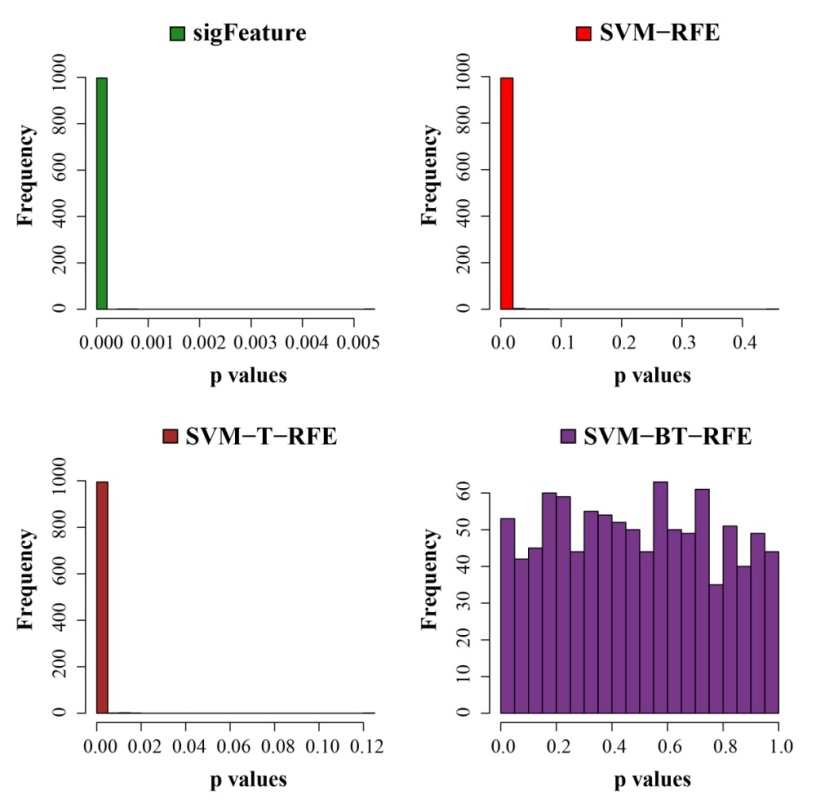 sigFeature
Frequency
1000
800
600
400
200
0
0.000 0.001 0.002 0.003 0.004 0.005
p values
SVM−RFE
Frequency
1000
800
600
400
200
0
0.0 0.1 0.2 0.3 0.4
p values
SVM−T−RFE
Frequency
1000
800
600
400
200
0
0.00 0.02 0.04 0.06 0.08 0.10 0.12
p values
SVM−BT−RFE
Frequency
60
50
40
30
20
10
0
0.0 0.2 0.4 0.6 0.8 1.0
p values